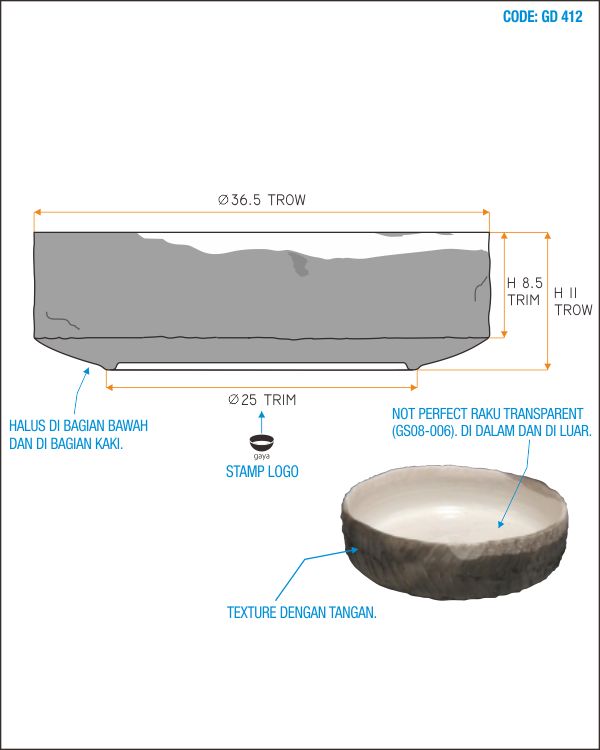 CODE: GD 412
Ø 36.5 TROW
H 8.5
TRIM
H 11
TROW
Ø 25 TRIM
HALUS DI BAGIAN BAWAH
DAN DI BAGIAN KAKI.
gaya
STAMP LOGO
NOT PERFECT RAKU TRANSPARENT
(GS08-006). DI DALAM DAN DI LUAR.
TEXTURE DENGAN TANGAN.